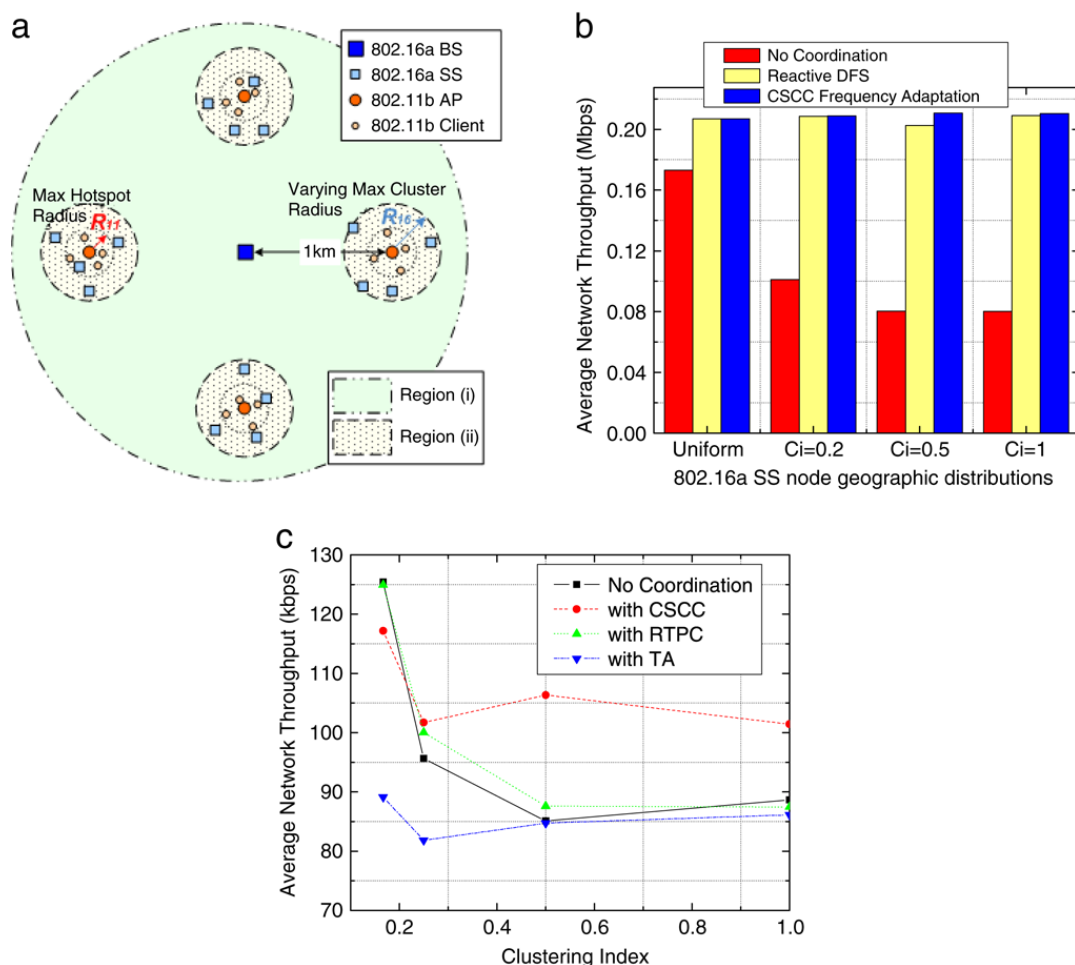 a
802.16a BS
802.16a SS
802.11b AP
802.11b Client
Max Hotspot
Radius
R11
Varying Max Cluster
Radius
R16
1km
Region (i)
Region (ii)
b
No Coordination
Reactive DFS
CSCC Frequency Adaptation
Average Network Throughput (Mbps)
0.20
0.16
0.12
0.08
0.04
0.00
Uniform Ci=0.2 Ci=0.5 Ci=1
802.16a SS node geographic distributions
c
No Coordination
with CSCC
with RTPC
with TA
Average Network Throughput (kbps)
130
120
110
100
90
80
70
0.2 0.4 0.6 0.8 1.0
Clustering Index